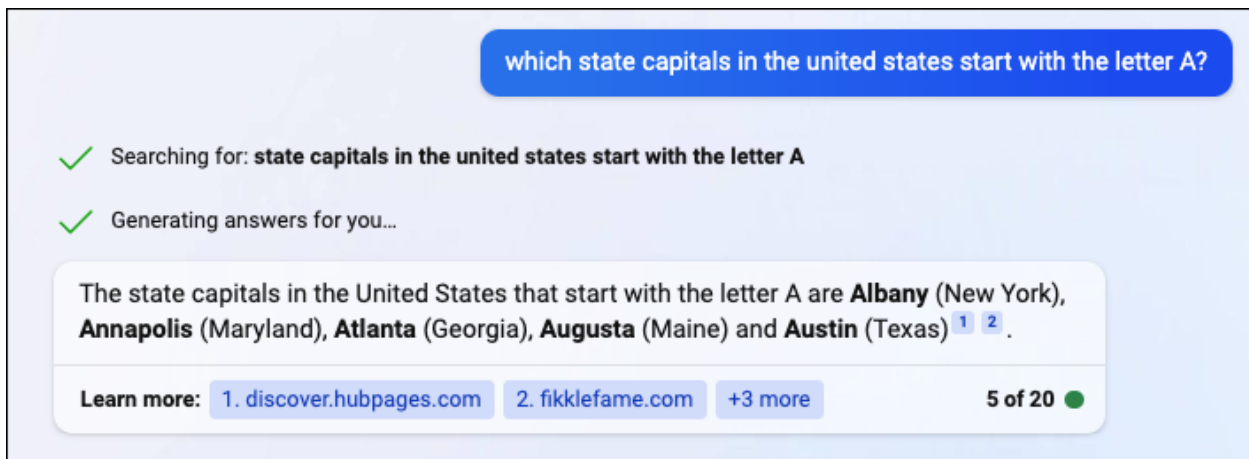 which state capitals in the united states start with the letter A?
Searching for: state capitals in the united states start with the letter A
Generating answers for you...
The state capitals in the United States that start with the letter A are Albany (New York),
Annapolis (Maryland), Atlanta (Georgia), Augusta (Maine) and Austin (Texas) 1 2 .
Learn more: 1. discover.hubpages.com 2. fikklefame.com +3 more 5 of 20